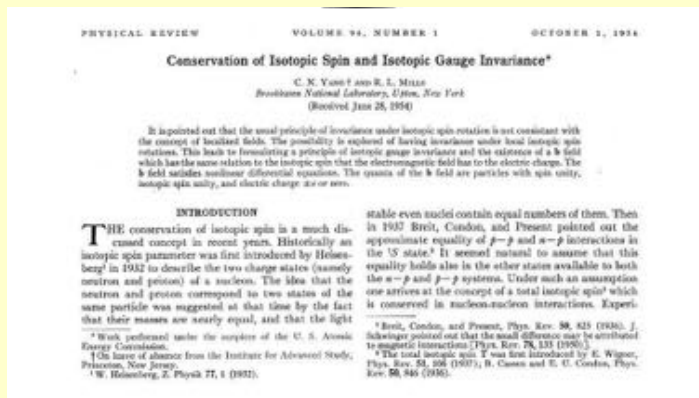 PHYSICAL REVIEW VOLUME 96, NUMBER 1 OCTOBER 1, 1954
Conservation of Isotopic Spin and Isotopic Gauge Invariance*
C. N. YANG† AND R. L. MILLS
Brookhaven National Laboratory, Upton, New York
(Received June 28, 1954)
It is pointed out that the usual principle of invariance under isotopic spin rotation is not consistent with
the concept of localized fields. The possibility is explored of having invariance under local isotopic spin
rotations. This leads to formulating a principle of isotopic gauge invariance and the existence of a b field
which has the same relation to the isotopic spin that the electromagnetic field has to the electric charge. The
b field satisfies nonlinear differential equations. The quanta of the b field are particles with spin unity,
isotopic spin unity, and electric charge ±e or zero.
INTRODUCTION
THE conservation of isotopic spin is a much dis-
cussed concept in recent years. Historically an
isotopic spin parameter was first introduced by Heisen-
berg¹ in 1932 to describe the two charge states (namely
neutron and proton) of a nucleon. The idea that the
neutron and proton correspond to two states of the
same particle was suggested at that time by the fact
that their masses are nearly equal, and that the light
* Work performed under the auspices of the U. S. Atomic
Energy Commission.
† On leave of absence from the Institute for Advanced Study,
Princeton, New Jersey.
¹ W. Heisenberg, Z. Physik 77, 1 (1932).
stable even nuclei contain equal numbers of them. Then
in 1937 Breit, Condon, and Present pointed out the
approximate equality of p−p and n−p interactions in
the ¹S state.² It seemed natural to assume that this
equality holds also in the other states available to both
the n−p and p−p systems. Under such an assumption
one arrives at the concept of a total isotopic spin³ which
is conserved in nucleon-nucleon interactions. Experi-
² Breit, Condon, and Present, Phys. Rev. 50, 825 (1936). J.
Schwinger pointed out that the small difference may be attributed
to magnetic interactions [Phys. Rev. 78, 135 (1950)].
³ The total isotopic spin T was first introduced by E. Wigner,
Phys. Rev. 51, 106 (1937); B. Cassen and E. U. Condon, Phys.
Rev. 50, 846 (1936).